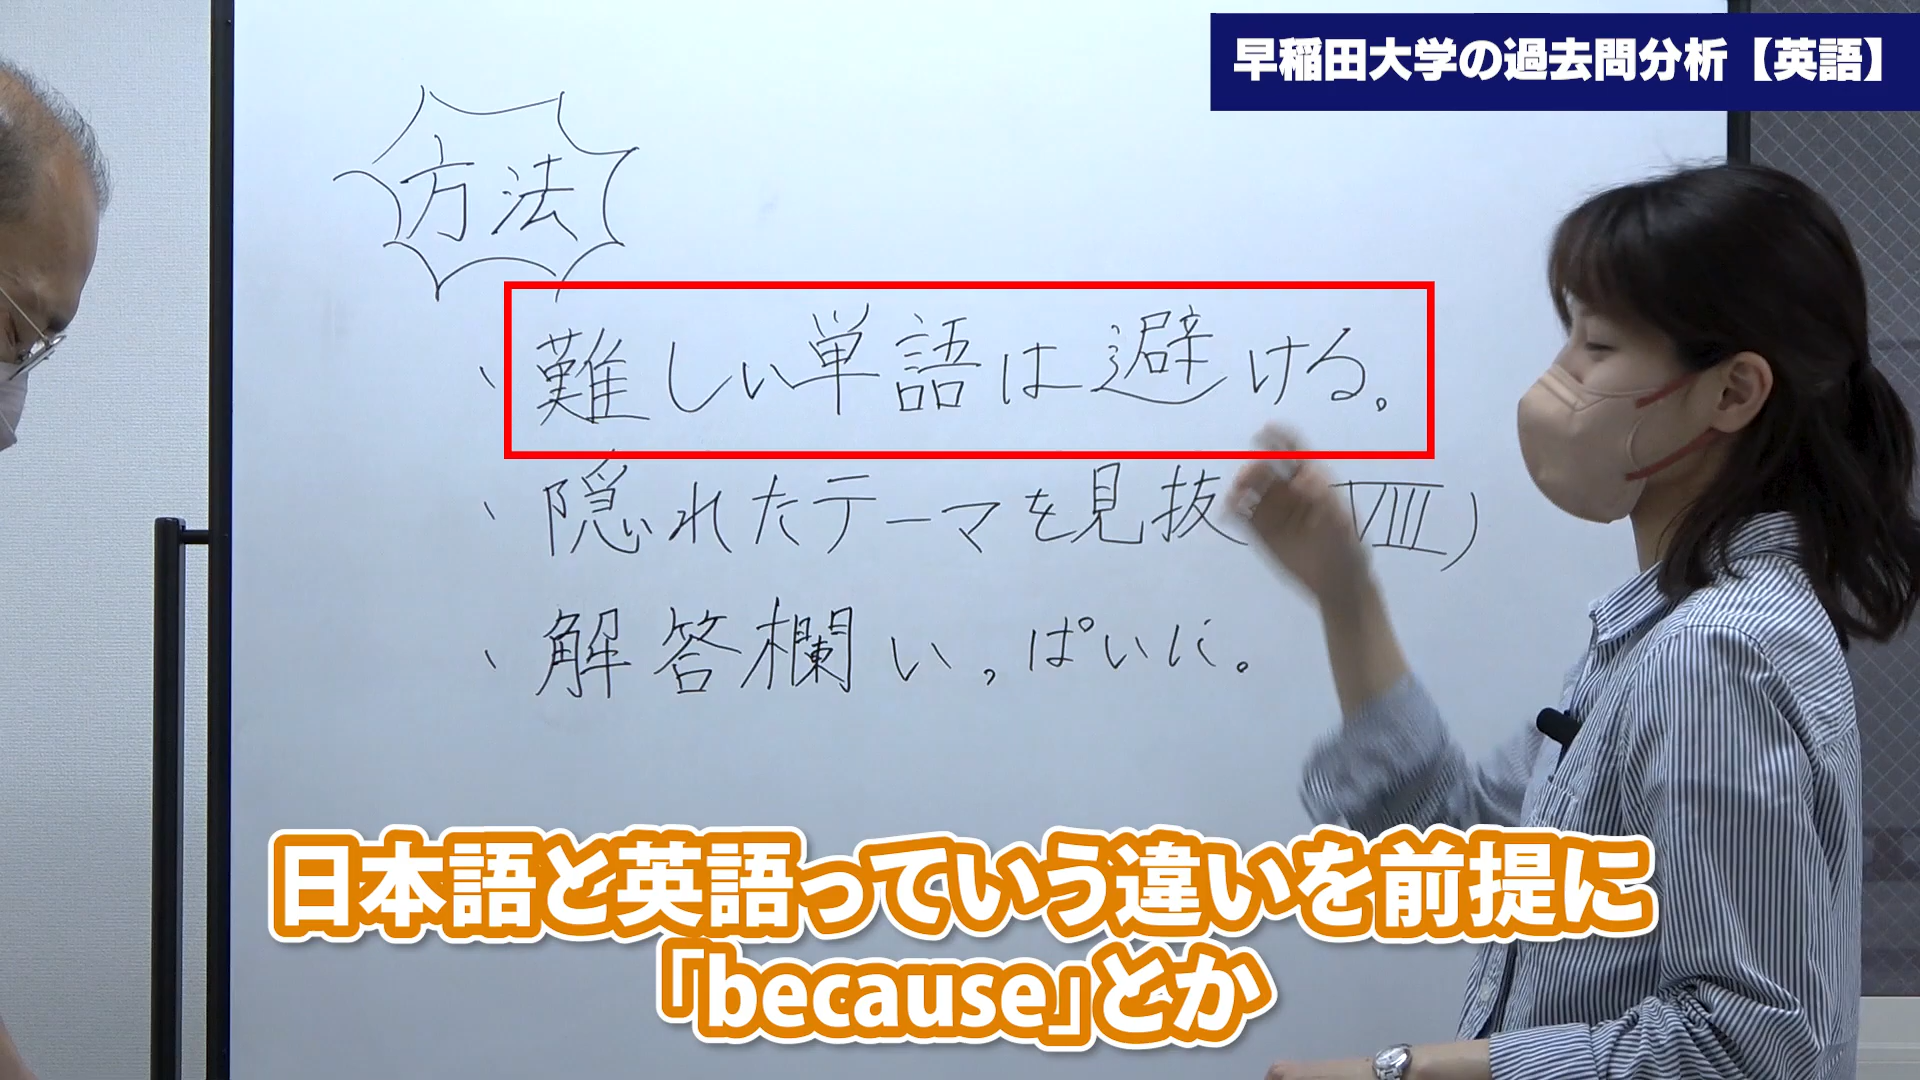 早稲田大学の過去問分析【英語】
方法
・難しい単語は避ける。
・隠れたテーマを見抜 VIII)
・解答欄いっぱいに。
日本語と英語っていう違いを前提に
「because」とか